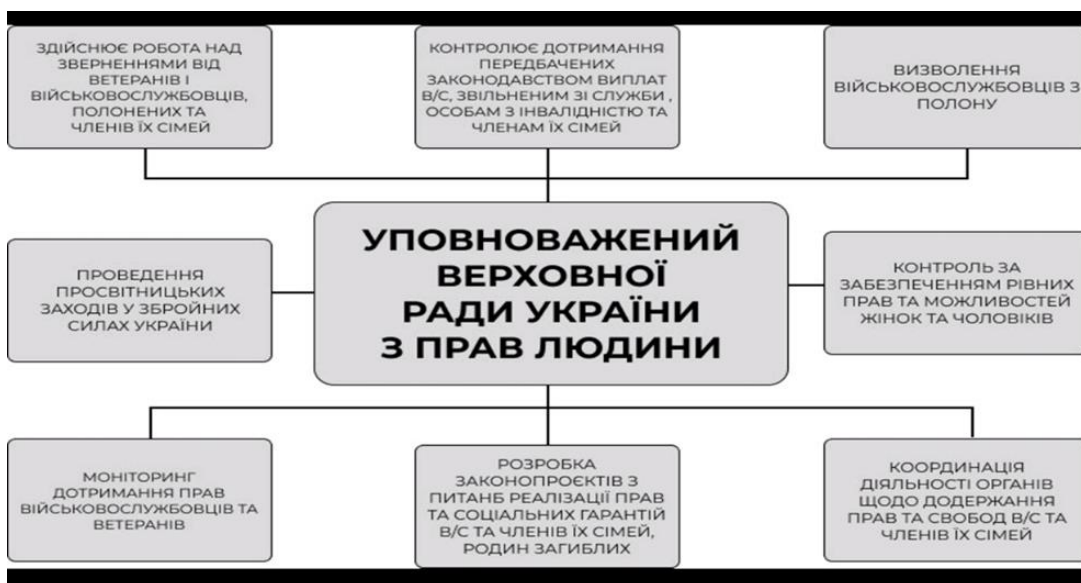 ЗДІЙСНЮЄ РОБОТА НАД
ЗВЕРНЕННЯМИ ВІД
ВЕТЕРАНІВ І
ВІЙСЬКОВОСЛУЖБОВЦІВ,
ПОЛОНЕНИХ ТА
ЧЛЕНІВ ЇХ СІМЕЙ
КОНТРОЛЮЄ ДОТРИМАННЯ
ПЕРЕДБАЧЕНИХ
ЗАКОНОДАВСТВОМ ВИПЛАТ
В/С, ЗВІЛЬНЕНИМ ЗІ СЛУЖБИ ,
ОСОБАМ З ІНВАЛІДНІСТЮ ТА
ЧЛЕНАМ ЇХ СІМЕЙ
ВИЗВОЛЕННЯ
ВІЙСЬКОВОСЛУЖБОВЦІВ З
ПОЛОНУ
ПРОВЕДЕННЯ
ПРОСВІТНИЦЬКИХ
ЗАХОДІВ У ЗБРОЙНИХ
СИЛАХ УКРАЇНИ
УПОВНОВАЖЕНИЙ
ВЕРХОВНОЇ
РАДИ УКРАЇНИ
З ПРАВ ЛЮДИНИ
КОНТРОЛЬ ЗА
ЗАБЕЗПЕЧЕННЯМ РІВНИХ
ПРАВ ТА МОЖЛИВОСТЕЙ
ЖІНОК ТА ЧОЛОВІКІВ
МОНІТОРИНГ
ДОТРИМАННЯ ПРАВ
ВІЙСЬКОВОСЛУЖБОВЦІВ ТА
ВЕТЕРАНІВ
РОЗРОБКА
ЗАКОНОПРОЄКТІВ З
ПИТАНБ РЕАЛІЗАЦІЇ ПРАВ
ТА СОЦІАЛЬНИХ ГАРАНТІЙ
В/С ТА ЧЛЕНІВ ЇХ СІМЕЙ,
РОДИН ЗАГИБЛИХ
КООРДИНАЦІЯ
ДІЯЛЬНОСТІ ОРГАНІВ
ЩОДО ДОДЕРЖАННЯ
ПРАВ ТА СВОБОД В/С ТА
ЧЛЕНІВ ЇХ СІМЕЙ